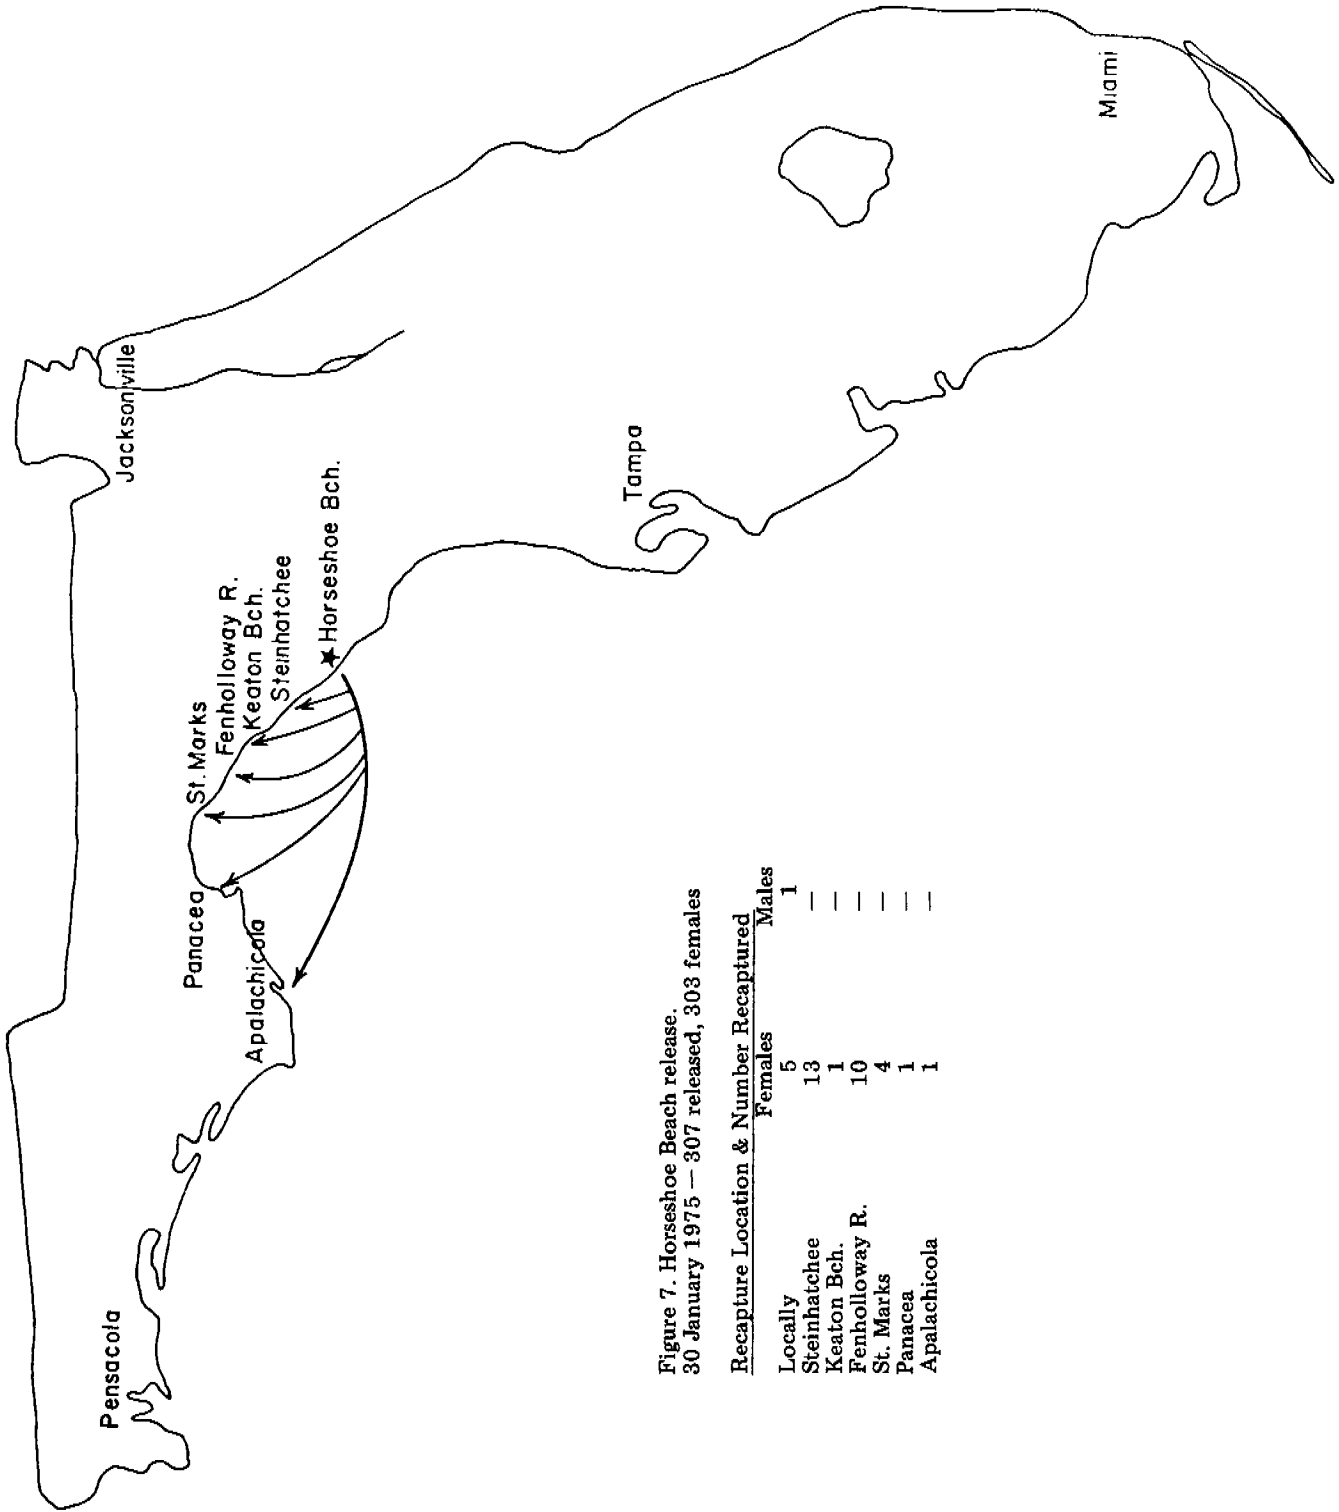 Pensacola
Panacea
Apalachicola
St. Marks
Fenholloway R.
Keaton Bch.
Steinhatchee
★ Horseshoe Bch.
Jacksonville
Tampa
Miami
Figure 7. Horseshoe Beach release.
30 January 1975 — 307 released, 303 females
Recapture Location & Number Recaptured
Females Males
Locally 5 1
Steinhatchee 13 —
Keaton Bch. 1 —
Fenholloway R. 10 —
St. Marks 4 —
Panacea 1 —
Apalachicola 1 —